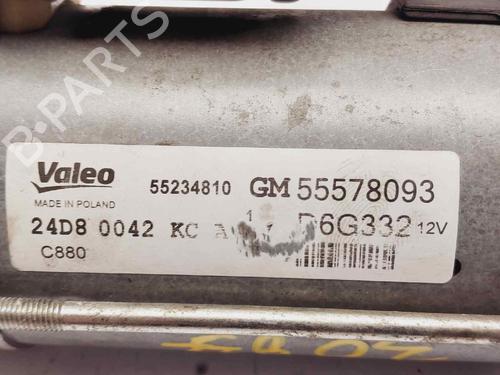 Valeo
MADE IN POLAND
55234810 GM 55578093
24D8 0042 KC A D6G332 12V
C880
B-PARTS